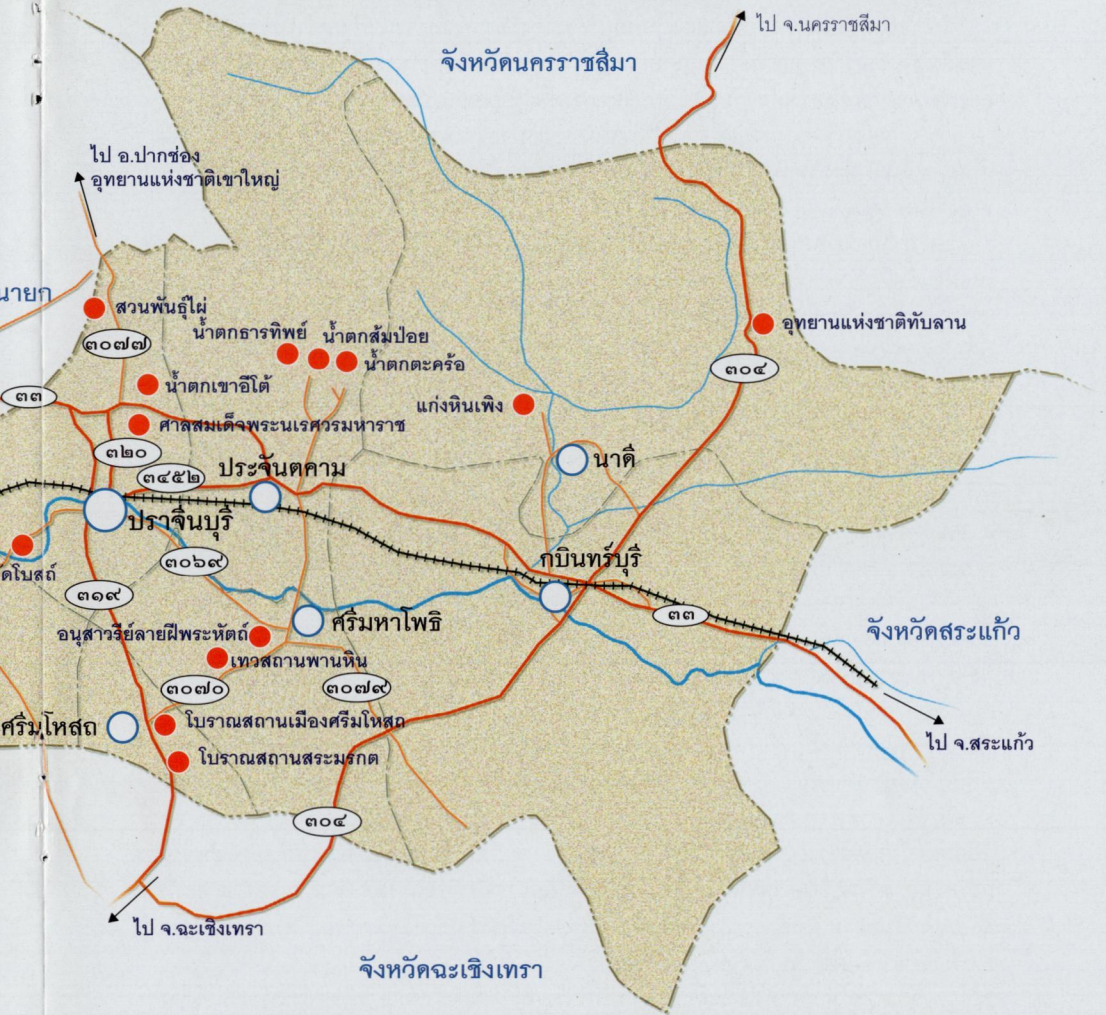 ไป จ.นครราชสีมา
จังหวัดนครราชสีมา
ไป อ.ปากช่อง
อุทยานแห่งชาติเขาใหญ่
นายก
สวนพันธุ์ไผ่
๓๐๗๗
น้ำตกธารทิพย์
น้ำตกส้มป่อย
น้ำตกตะคร้อ
อุทยานแห่งชาติทับลาน
๓๐๔
น้ำตกเขาอีโต้
๓๓
แก่งหินเพิง
ศาลสมเด็จพระนเรศวรมหาราช
๓๒๐
๓๔๕๒
ประจันตคาม
นาดี
ปราจีนบุรี
๓๐๖๙
กบินทร์บุรี
ดโบสถ์
๓๑๙
๓๓
ศรีมหาโพธิ
จังหวัดสระแก้ว
อนุสาวรีย์ลายฝีพระหัตถ์
เทวสถานพานหิน
๓๐๗๐
๓๐๗๙
ศรีมโหสถ
โบราณสถานเมืองศรีมโหสถ
ไป จ.สระแก้ว
โบราณสถานสระมรกต
๓๐๔
ไป จ.ฉะเชิงเทรา
จังหวัดฉะเชิงเทรา